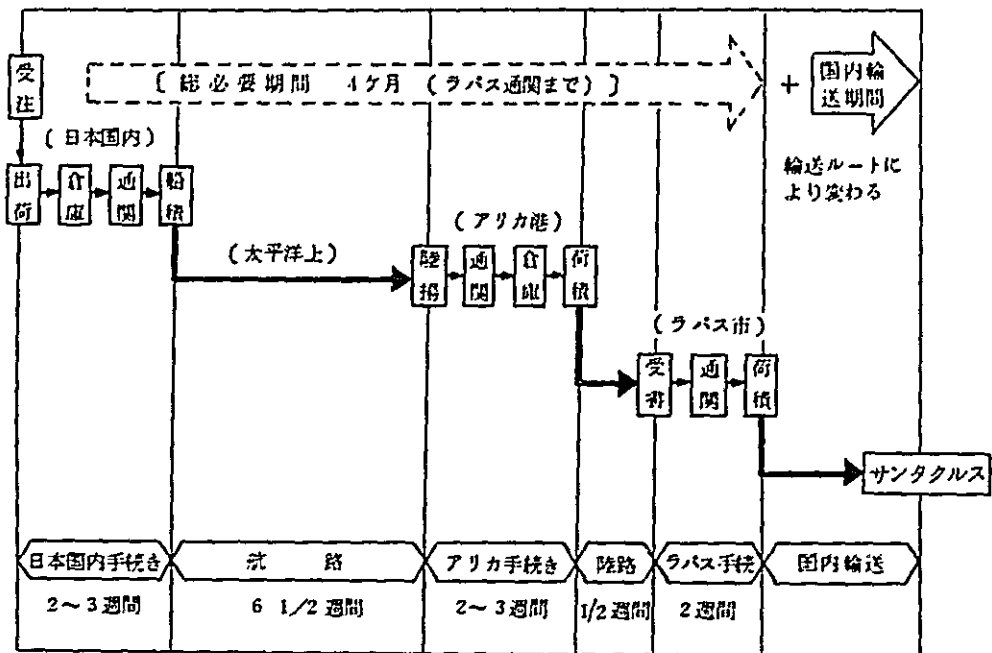 受注
[ 総必要期間 4ケ月 (ラパス通関まで) ]
+
国内輸
送期間
(日本国内)
出荷
倉庫
通関
船積
輸送ルートに
より変わる
(アリカ港)
(太平洋上)
陸揚
通関
倉庫
荷積
(ラパス市)
受荷
通関
荷積
サンタクルス
日本国内手続き
航路
アリカ手続き
陸路
ラパス手続
国内輸送
2~3週間
6 1/2週間
2~3週間
1/2週間
2週間